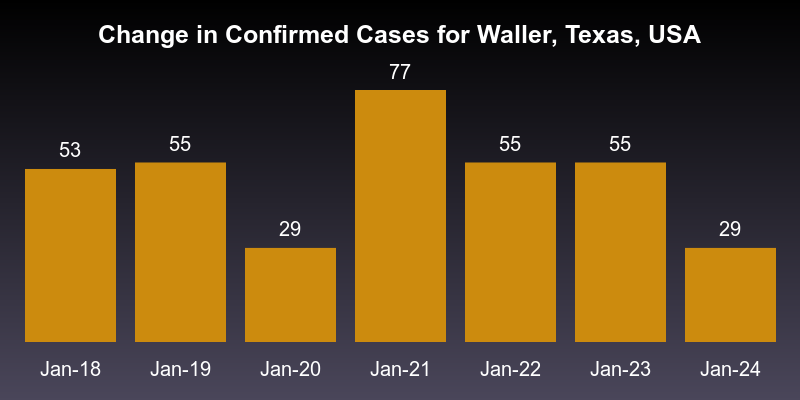 Change in Confirmed Cases for Waller, Texas, USA
77
53
55
55
55
29
29
Jan-18
Jan-19
Jan-20
Jan-21
Jan-22
Jan-23
Jan-24